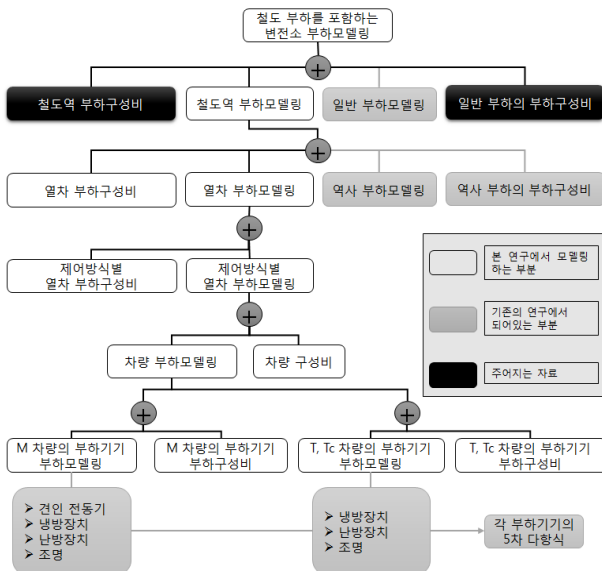 철도 부하를 포함하는
변전소 부하모델링
+
철도역 부하구성비
철도역 부하모델링
일반 부하모델링
일반 부하의 부하구성비
+
열차 부하구성비
열차 부하모델링
역사 부하모델링
역사 부하의 부하구성비
+
제어방식별
열차 부하구성비
제어방식별
열차 부하모델링
본 연구에서 모델링
하는 부분
기존의 연구에서
되어있는 부분
주어지는 자료
+
차량 부하모델링
차량 구성비
+
+
M 차량의 부하기기
부하모델링
M 차량의 부하기기
부하구성비
T, Tc 차량의 부하기기
부하모델링
T, Tc 차량의 부하기기
부하구성비
➢ 견인 전동기
➢ 냉방장치
➢ 난방장치
➢ 조명
➢ 냉방장치
➢ 난방장치
➢ 조명
각 부하기기의
5차 다항식